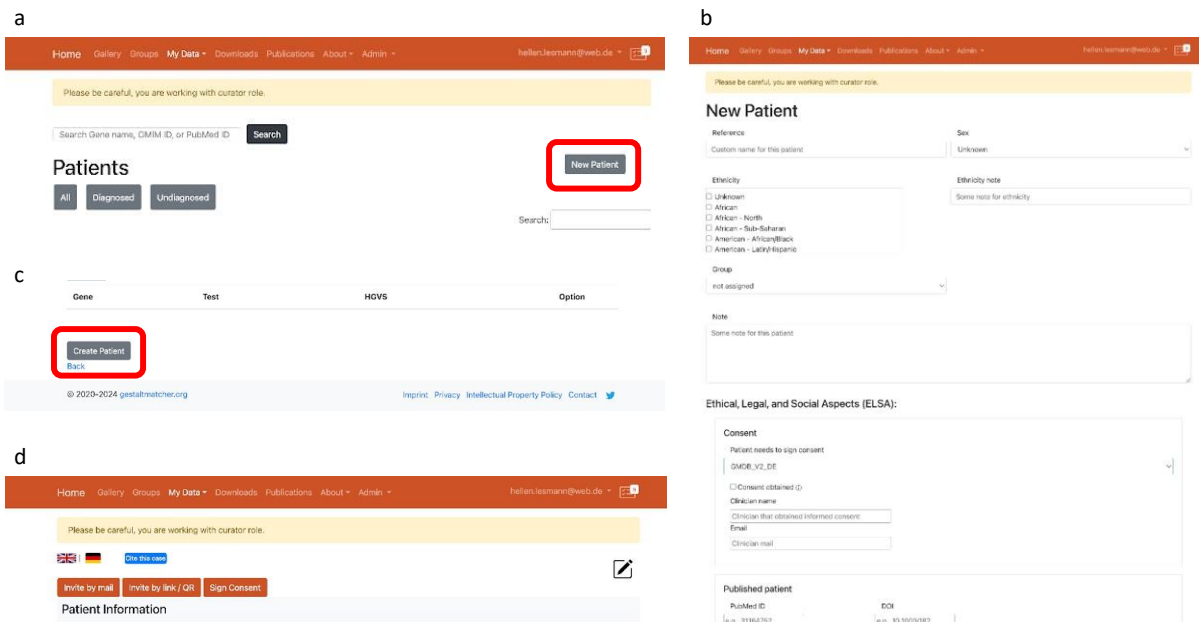 a
Home Gallery Groups My Data Downloads Publications About Admin hellen.lesmann@web.de
Please be careful, you are working with curator role.
Search Gene name, OMIM ID, or PubMed ID Search
Patients
New Patient
All Diagnosed Undiagnosed
Search:
c
Gene Test HGVS Option
Create Patient
Back
© 2020-2024 gestaltmatcher.org Imprint Privacy Intellectual Property Policy Contact
d
Home Gallery Groups My Data Downloads Publications About Admin hellen.lesmann@web.de
Please be careful, you are working with curator role.
Cite this case
Invite by mail Invite by link / QR Sign Consent
Patient Information
b
Home Gallery Groups My Data Downloads Publications About Admin hellen.lesmann@web.de
Please be careful, you are working with curator role.
New Patient
Reference Sex
Custom name for this patient Unknown
Ethnicity Ethnicity note
Unknown Some note for ethnicity
African
African - North
African - Sub-Saharan
American - African/Black
American - Latin/Hispanic
Group
not assigned
Note
Some note for this patient
Ethical, Legal, and Social Aspects (ELSA):
Consent
Patient needs to sign consent
GMDB_V2_DE
Consent obtained
Clinician name
Clinician that obtained informed consent
Email
Clinician mail
Published patient
PubMed ID DOI